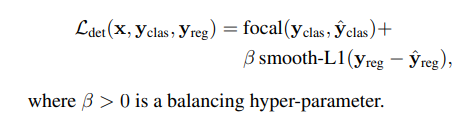 ℒdet(x, yclas, yreg) = focal(yclas, ŷclas)+
β smooth-L1(yreg − ŷreg),
where β > 0 is a balancing hyper-parameter.